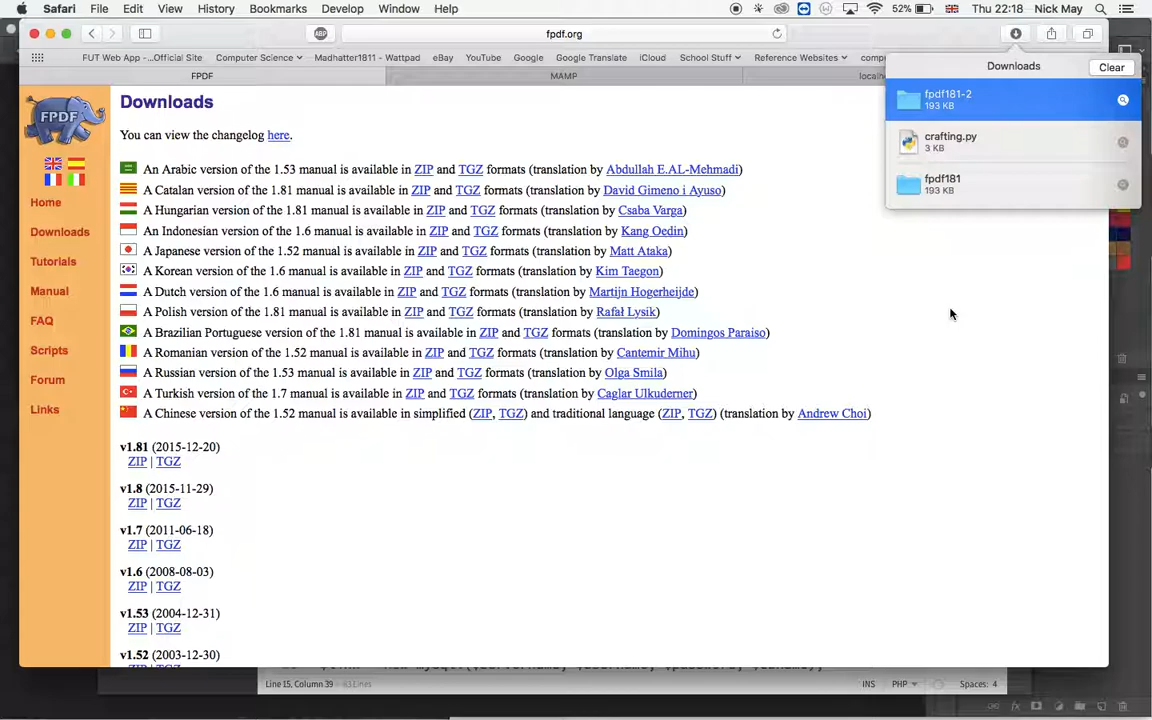 Safari File Edit View History Bookmarks Develop Window Help 52% Thu 22:18 Nick May
ABP fpdf.org
FUT Web App -...Official Site Computer Science Madhatter1811 – Wattpad eBay YouTube Google Google Translate iCloud School Stuff Reference Websites
FPDF MAMP
Downloads Clear
fpdf181-2
193 KB
crafting.py
3 KB
fpdf181
193 KB
FPDF
Home
Downloads
Tutorials
Manual
FAQ
Scripts
Forum
Links
Downloads
You can view the changelog here.
An Arabic version of the 1.53 manual is available in ZIP and TGZ formats (translation by Abdullah E.AL-Mehmadi)
A Catalan version of the 1.81 manual is available in ZIP and TGZ formats (translation by David Gimeno i Ayuso)
A Hungarian version of the 1.81 manual is available in ZIP and TGZ formats (translation by Csaba Varga)
An Indonesian version of the 1.6 manual is available in ZIP and TGZ formats (translation by Kang Oedin)
A Japanese version of the 1.52 manual is available in ZIP and TGZ formats (translation by Matt Ataka)
A Korean version of the 1.6 manual is available in ZIP and TGZ formats (translation by Kim Taegon)
A Dutch version of the 1.6 manual is available in ZIP and TGZ formats (translation by Martijn Hogerheijde)
A Polish version of the 1.81 manual is available in ZIP and TGZ formats (translation by Rafał Lysik)
A Brazilian Portuguese version of the 1.81 manual is available in ZIP and TGZ formats (translation by Domingos Paraiso)
A Romanian version of the 1.52 manual is available in ZIP and TGZ formats (translation by Cantemir Mihu)
A Russian version of the 1.53 manual is available in ZIP and TGZ formats (translation by Olga Smila)
A Turkish version of the 1.7 manual is available in ZIP and TGZ formats (translation by Caglar Ulkuderner)
A Chinese version of the 1.52 manual is available in simplified (ZIP, TGZ) and traditional language (ZIP, TGZ) (translation by Andrew Choi)
v1.81 (2015-12-20)
ZIP | TGZ
v1.8 (2015-11-29)
ZIP | TGZ
v1.7 (2011-06-18)
ZIP | TGZ
v1.6 (2008-08-03)
ZIP | TGZ
v1.53 (2004-12-31)
ZIP | TGZ
v1.52 (2003-12-30)
Line 15, Column 39 INS PHP Spaces: 4